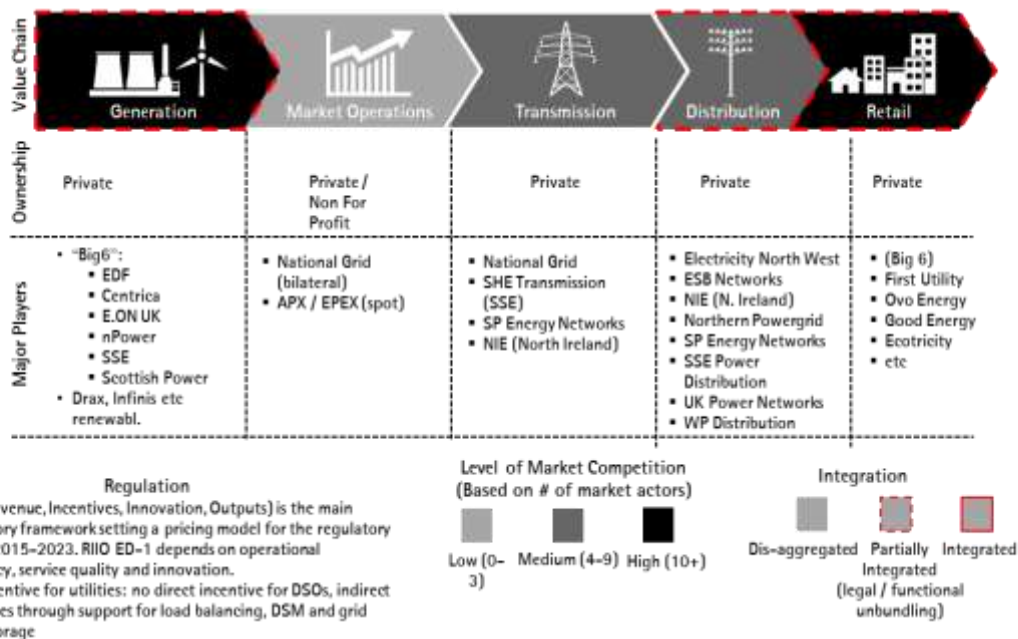 Value Chain
Generation
Market Operations
Transmission
Distribution
Retail
Ownership
Private
Private /
Non For
Profit
Private
Private
Private
Major Players
• "Big6":
▪ EDF
▪ Centrica
▪ E.ON UK
▪ nPower
▪ SSE
▪ Scottish Power
• Drax, Infinis etc
renewabl.
▪ National Grid
(bilateral)
▪ APX / EPEX (spot)
▪ National Grid
▪ SHE Transmission
(SSE)
▪ SP Energy Networks
▪ NIE (North Ireland)
▪ Electricity North West
▪ ESB Networks
▪ NIE (N. Ireland)
▪ Northern Powergrid
▪ SP Energy Networks
▪ SSE Power
Distribution
▪ UK Power Networks
▪ WP Distribution
▪ (Big 6)
▪ First Utility
▪ Ovo Energy
▪ Good Energy
▪ Ecotricity
▪ etc
Regulation
venue, Incentives, Innovation, Outputs) is the main
ory framework setting a pricing model for the regulatory
2015-2023. RIIO ED-1 depends on operational
cy, service quality and innovation.
entive for utilities: no direct incentive for DSOs, indirect
es through support for load balancing, DSM and grid
orage
Level of Market Competition
(Based on # of market actors)
Low (0-
3)
Medium (4-9)
High (10+)
Integration
Dis-aggregated
Partially
Integrated
(legal / functional
unbundling)
Integrated